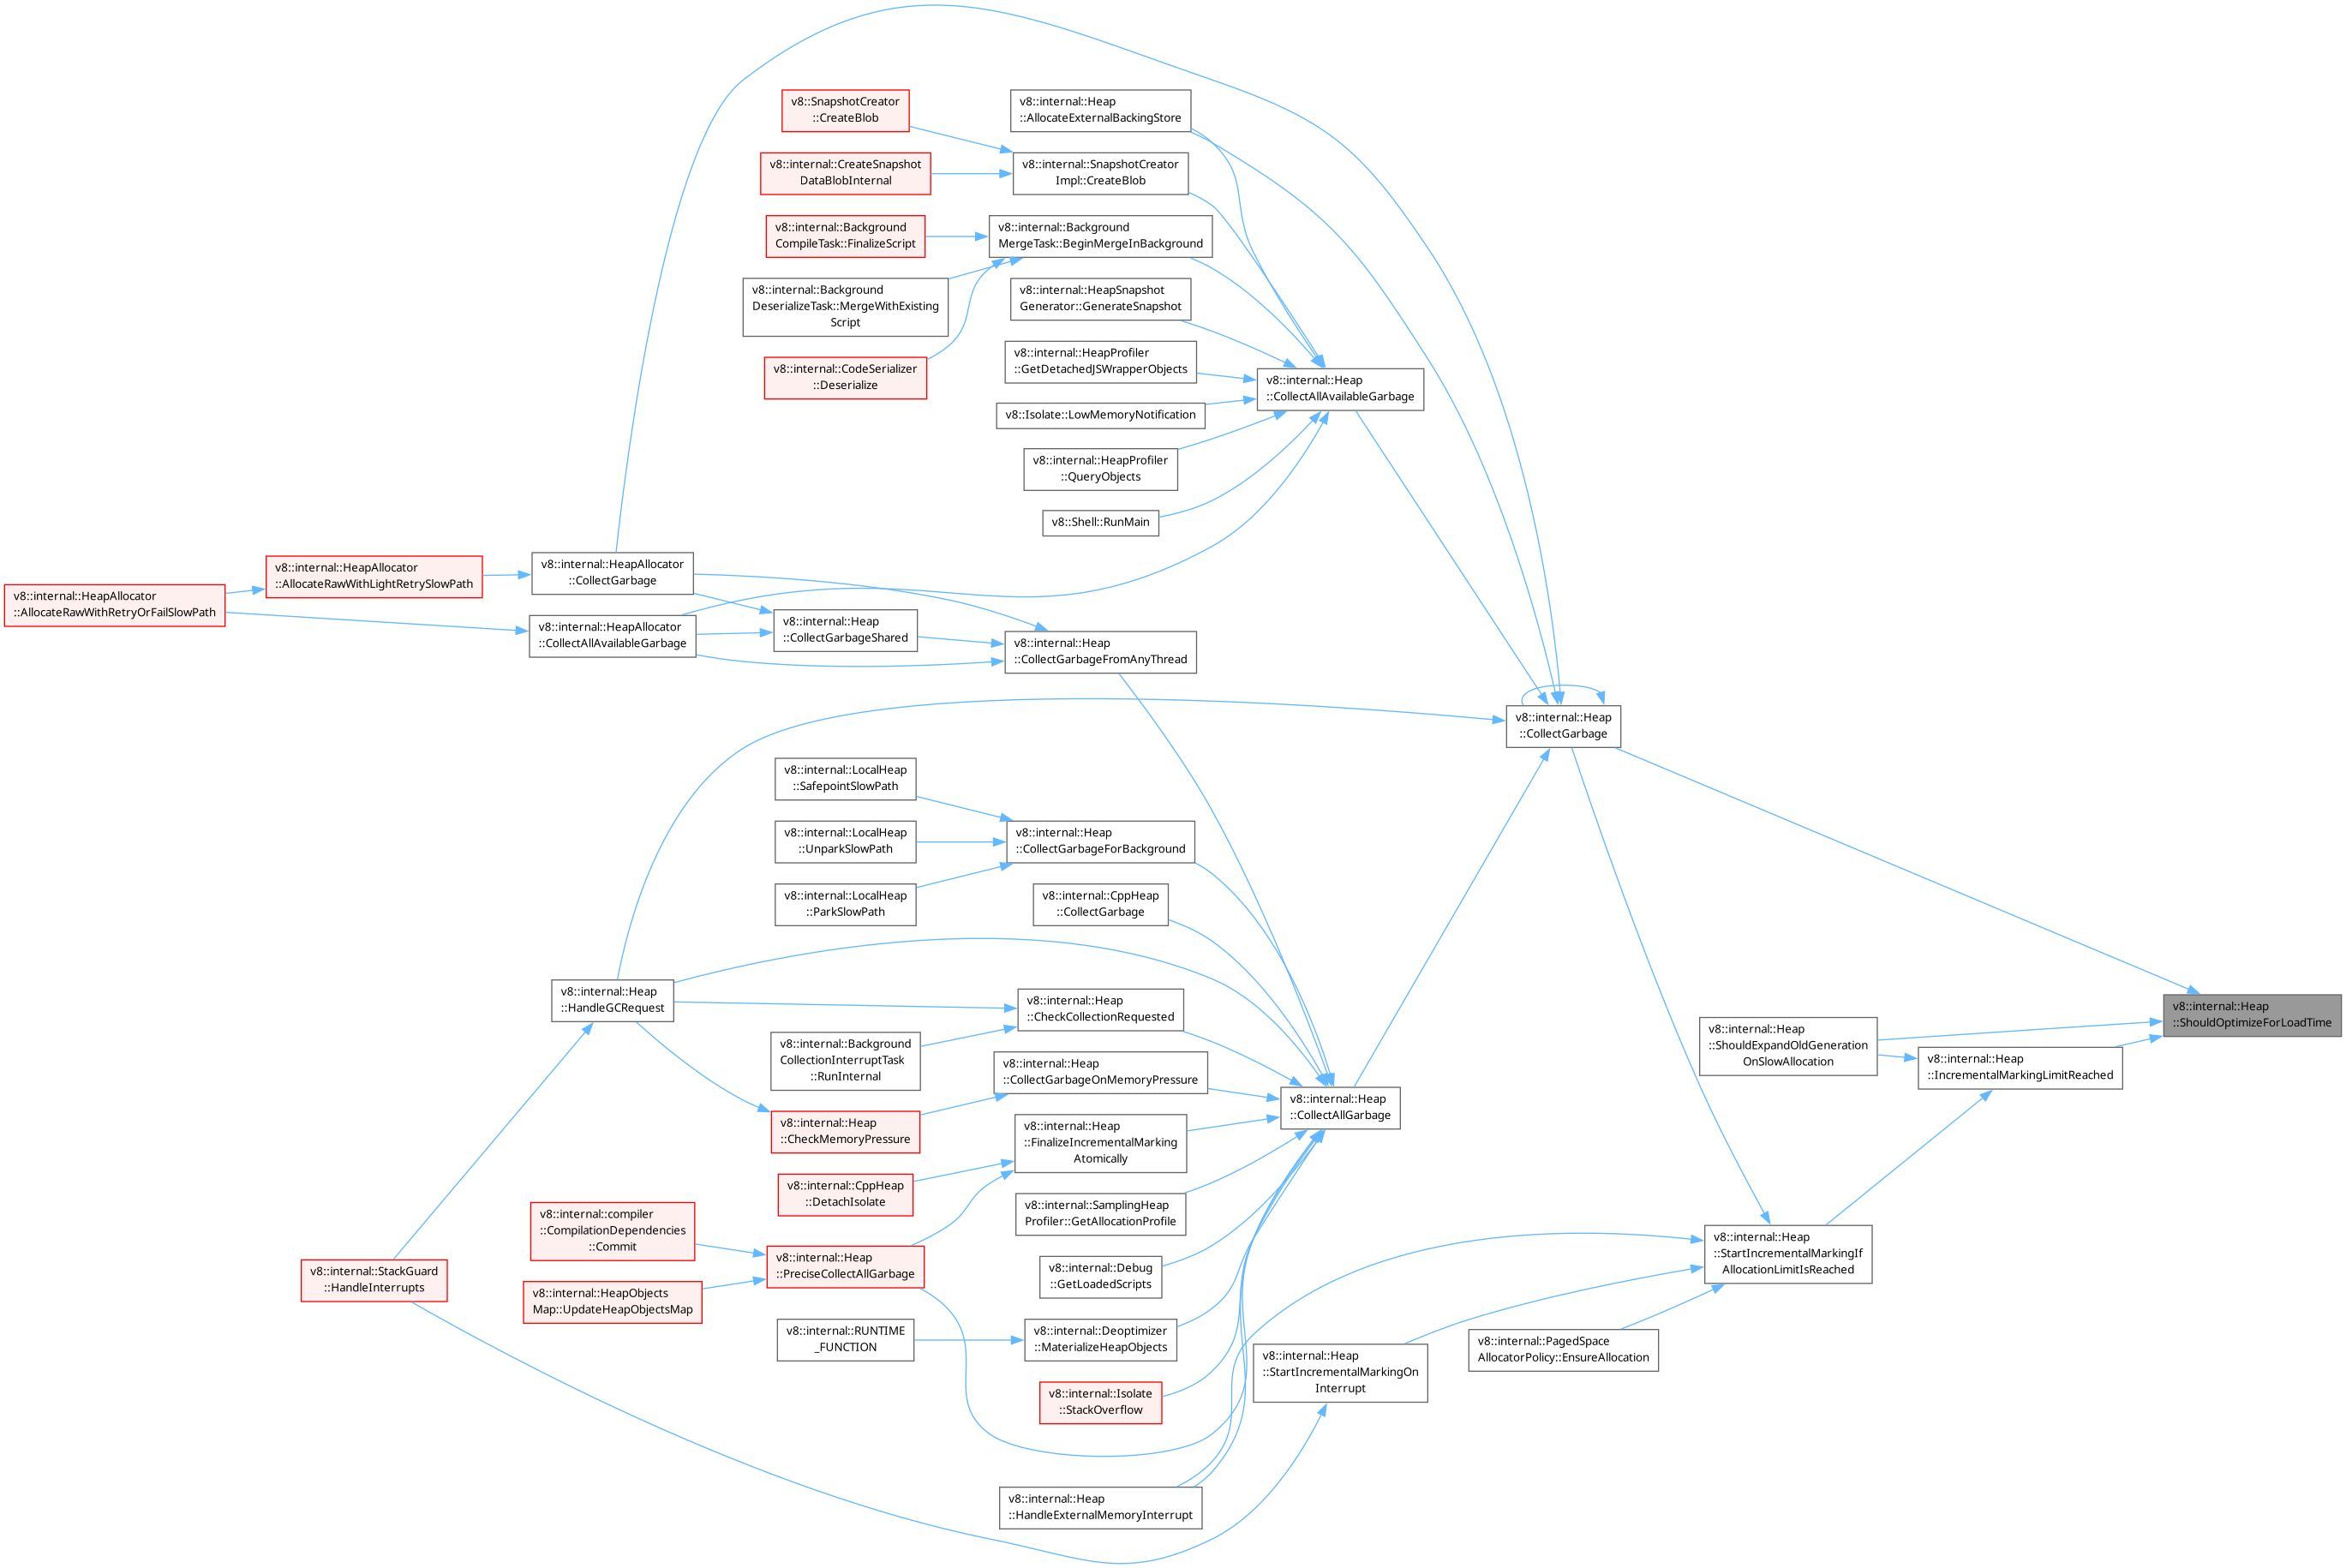 v8::internal::Heap
::AllocateExternalBackingStore
v8::SnapshotCreator
::CreateBlob
v8::internal::CreateSnapshot
DataBlobInternal
v8::internal::SnapshotCreator
Impl::CreateBlob
v8::internal::Background
CompileTask::FinalizeScript
v8::internal::Background
MergeTask::BeginMergeInBackground
v8::internal::Background
DeserializeTask::MergeWithExisting
Script
v8::internal::HeapSnapshot
Generator::GenerateSnapshot
v8::internal::CodeSerializer
::Deserialize
v8::internal::HeapProfiler
::GetDetachedJSWrapperObjects
v8::internal::Heap
::CollectAllAvailableGarbage
v8::Isolate::LowMemoryNotification
v8::internal::HeapProfiler
::QueryObjects
v8::Shell::RunMain
v8::internal::HeapAllocator
::AllocateRawWithRetryOrFailSlowPath
v8::internal::HeapAllocator
::AllocateRawWithLightRetrySlowPath
v8::internal::HeapAllocator
::CollectGarbage
v8::internal::HeapAllocator
::CollectAllAvailableGarbage
v8::internal::Heap
::CollectGarbageShared
v8::internal::Heap
::CollectGarbageFromAnyThread
v8::internal::Heap
::CollectGarbage
v8::internal::LocalHeap
::SafepointSlowPath
v8::internal::LocalHeap
::UnparkSlowPath
v8::internal::Heap
::CollectGarbageForBackground
v8::internal::LocalHeap
::ParkSlowPath
v8::internal::CppHeap
::CollectGarbage
v8::internal::Heap
::HandleGCRequest
v8::internal::Heap
::CheckCollectionRequested
v8::internal::Background
CollectionInterruptTask
::RunInternal
v8::internal::Heap
::CollectGarbageOnMemoryPressure
v8::internal::Heap
::CheckMemoryPressure
v8::internal::Heap
::CollectAllGarbage
v8::internal::Heap
::ShouldOptimizeForLoadTime
v8::internal::Heap
::ShouldExpandOldGeneration
OnSlowAllocation
v8::internal::Heap
::IncrementalMarkingLimitReached
v8::internal::Heap
::FinalizeIncrementalMarking
Atomically
v8::internal::CppHeap
::DetachIsolate
v8::internal::SamplingHeap
Profiler::GetAllocationProfile
v8::internal::compiler
::CompilationDependencies
::Commit
v8::internal::Heap
::PreciseCollectAllGarbage
v8::internal::Debug
::GetLoadedScripts
v8::internal::Heap
::StartIncrementalMarkingIf
AllocationLimitIsReached
v8::internal::StackGuard
::HandleInterrupts
v8::internal::HeapObjects
Map::UpdateHeapObjectsMap
v8::internal::RUNTIME
_FUNCTION
v8::internal::Deoptimizer
::MaterializeHeapObjects
v8::internal::Heap
::StartIncrementalMarkingOn
Interrupt
v8::internal::PagedSpace
AllocatorPolicy::EnsureAllocation
v8::internal::Isolate
::StackOverflow
v8::internal::Heap
::HandleExternalMemoryInterrupt